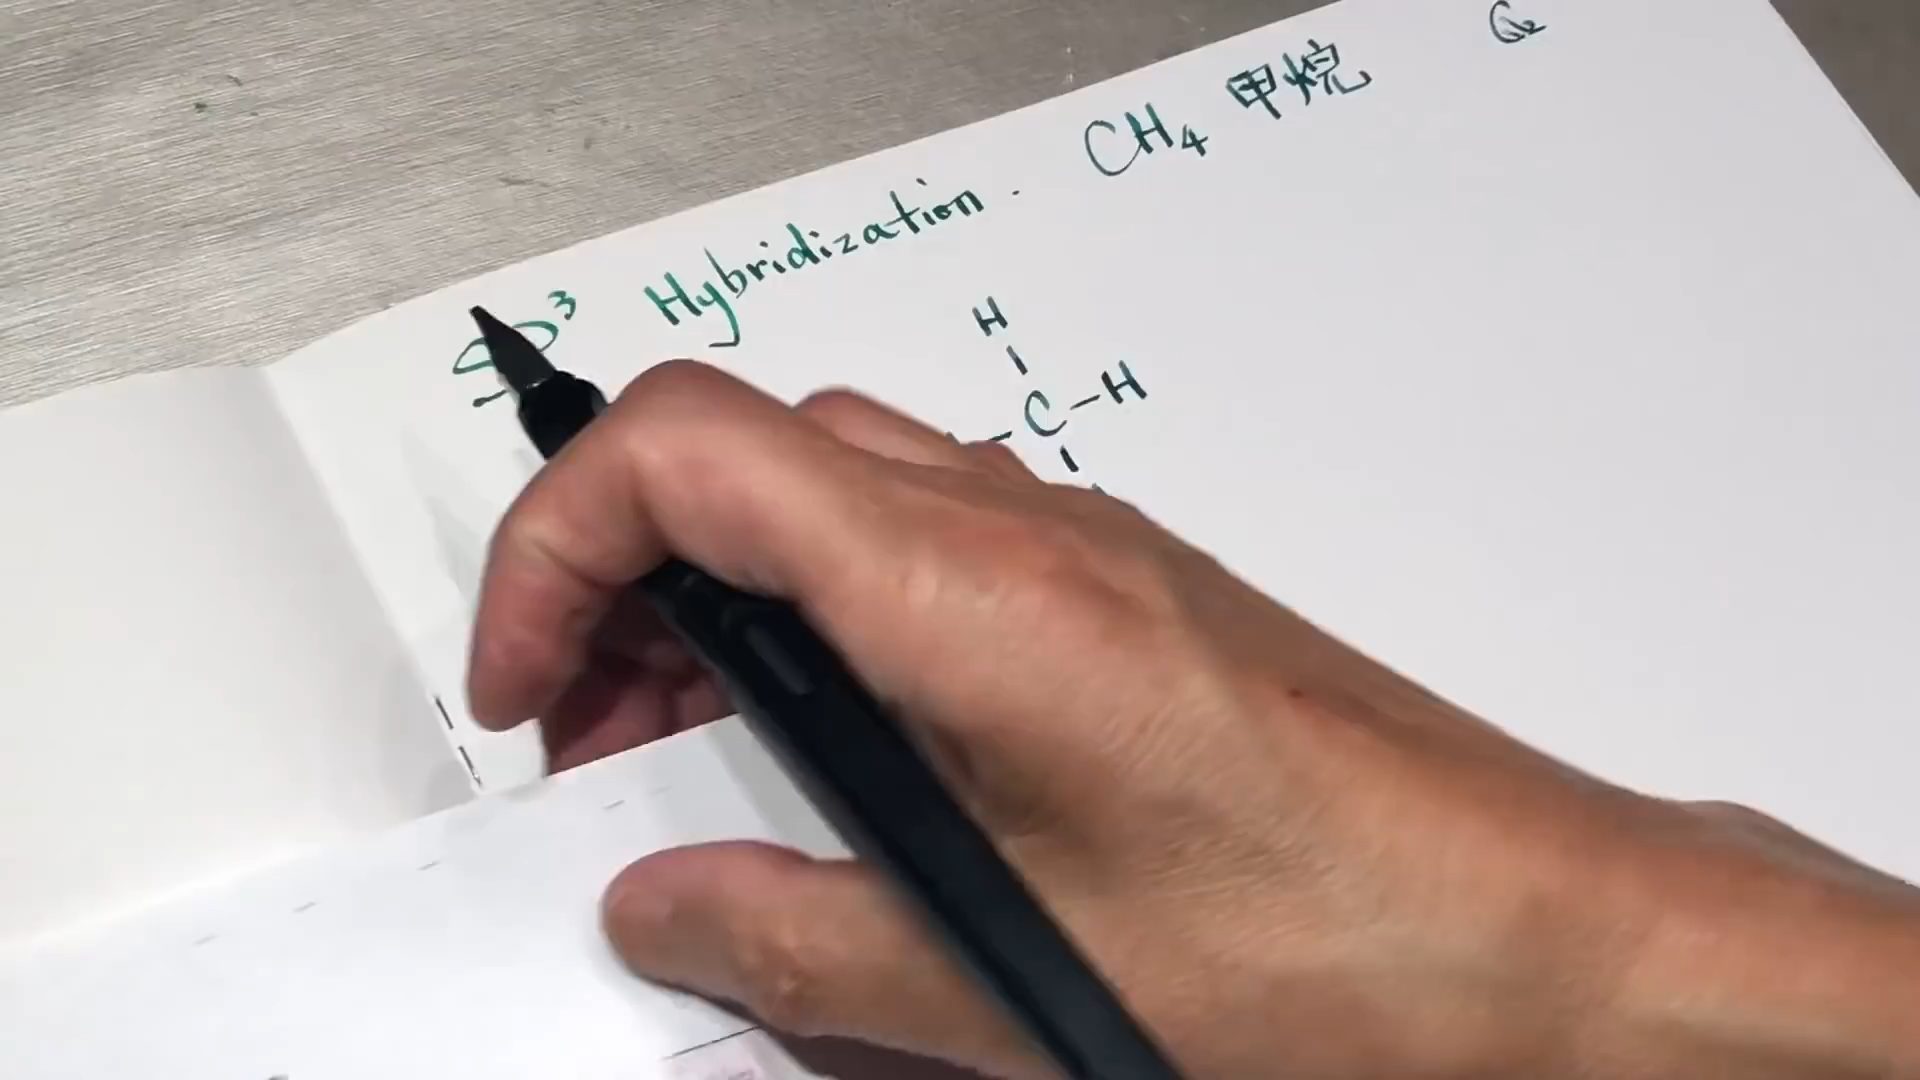 SP³ Hybridization. CH₄ 甲烷
H
C - H